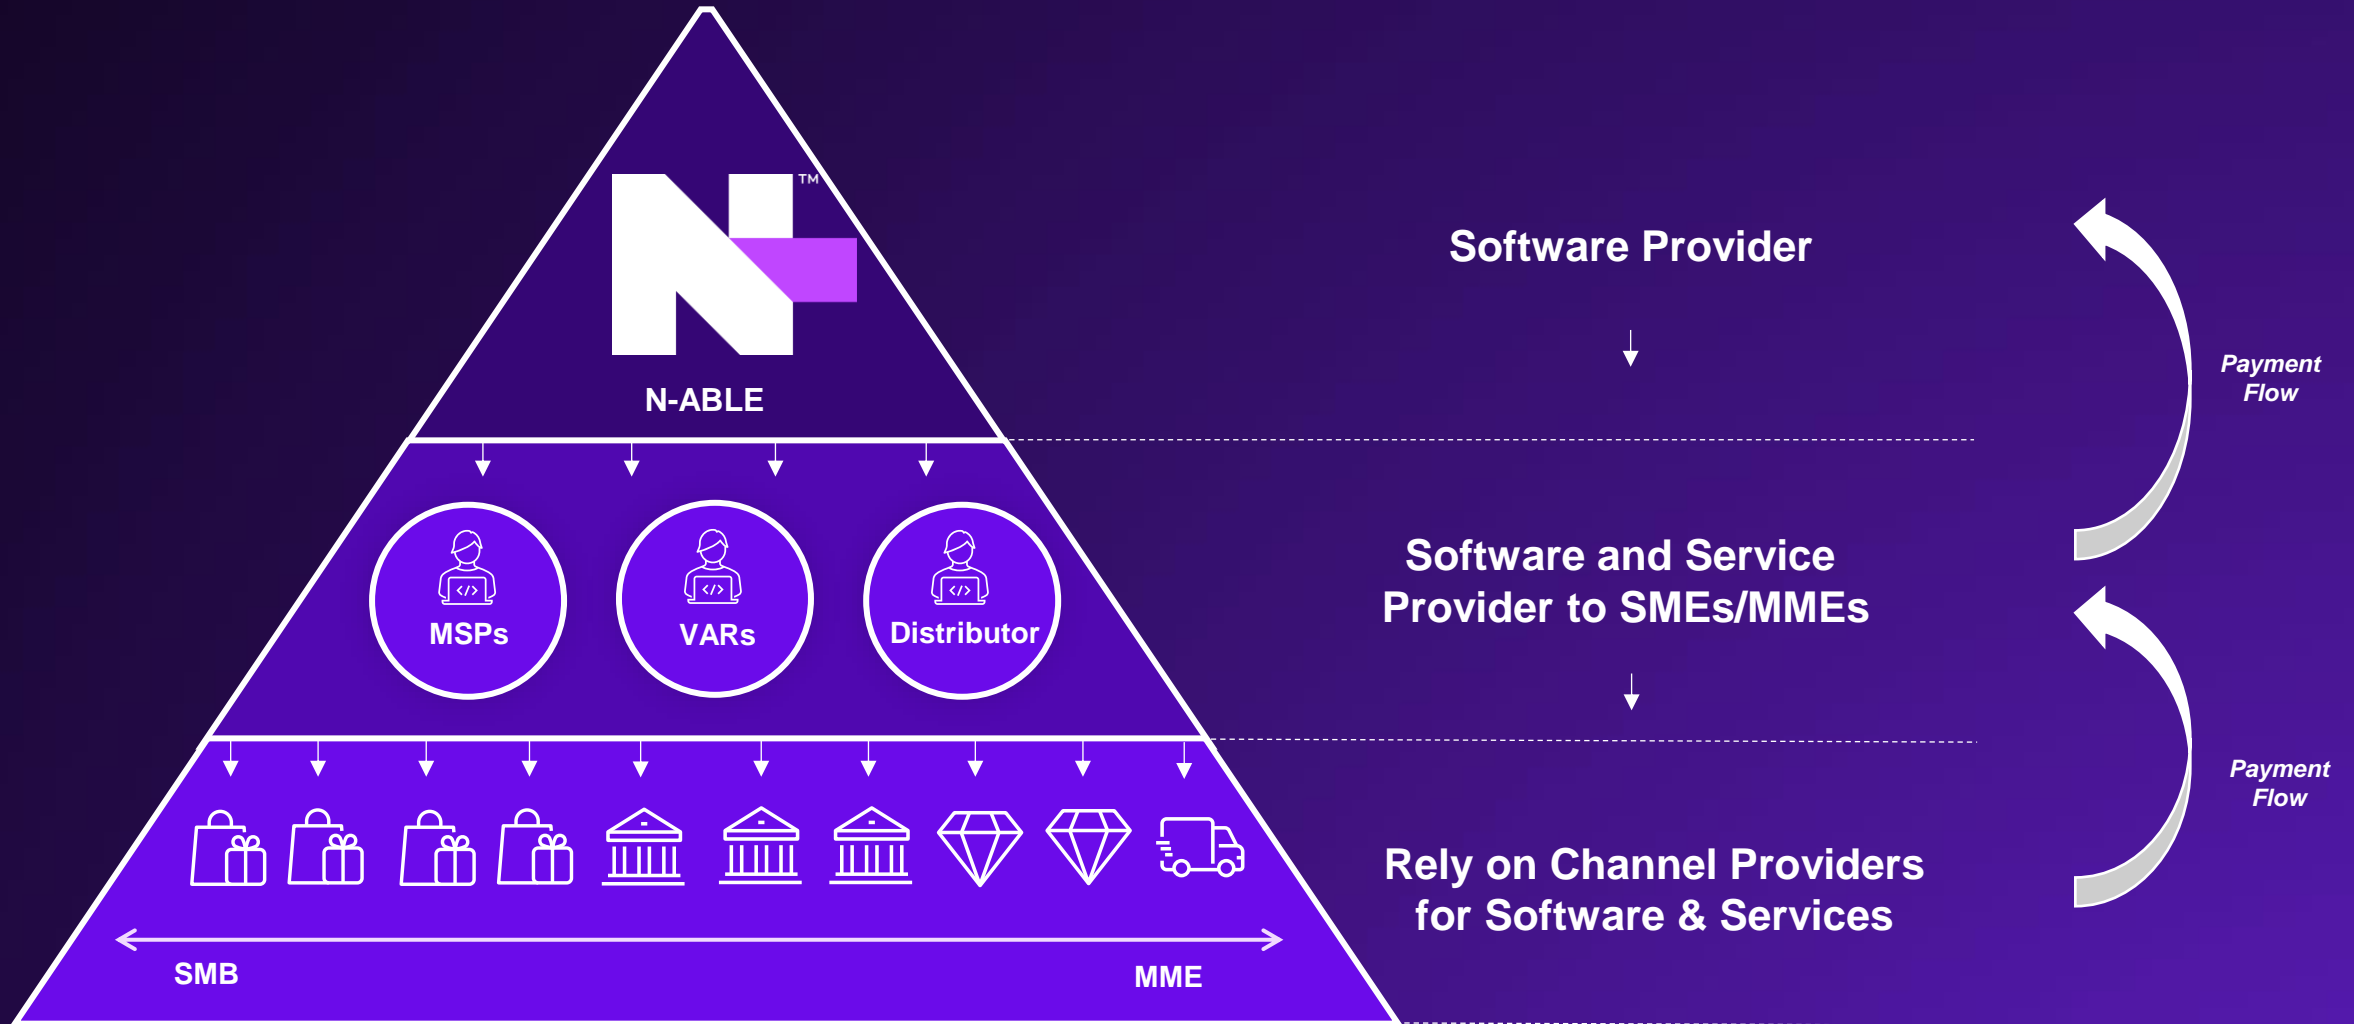 TM
N-ABLE
Software Provider
Payment
Flow
MSPs
</>
VARs
</>
Distributor
</>
Software and Service
Provider to SMEs/MMEs
Payment
Flow
Rely on Channel Providers
for Software & Services
SMB
MME